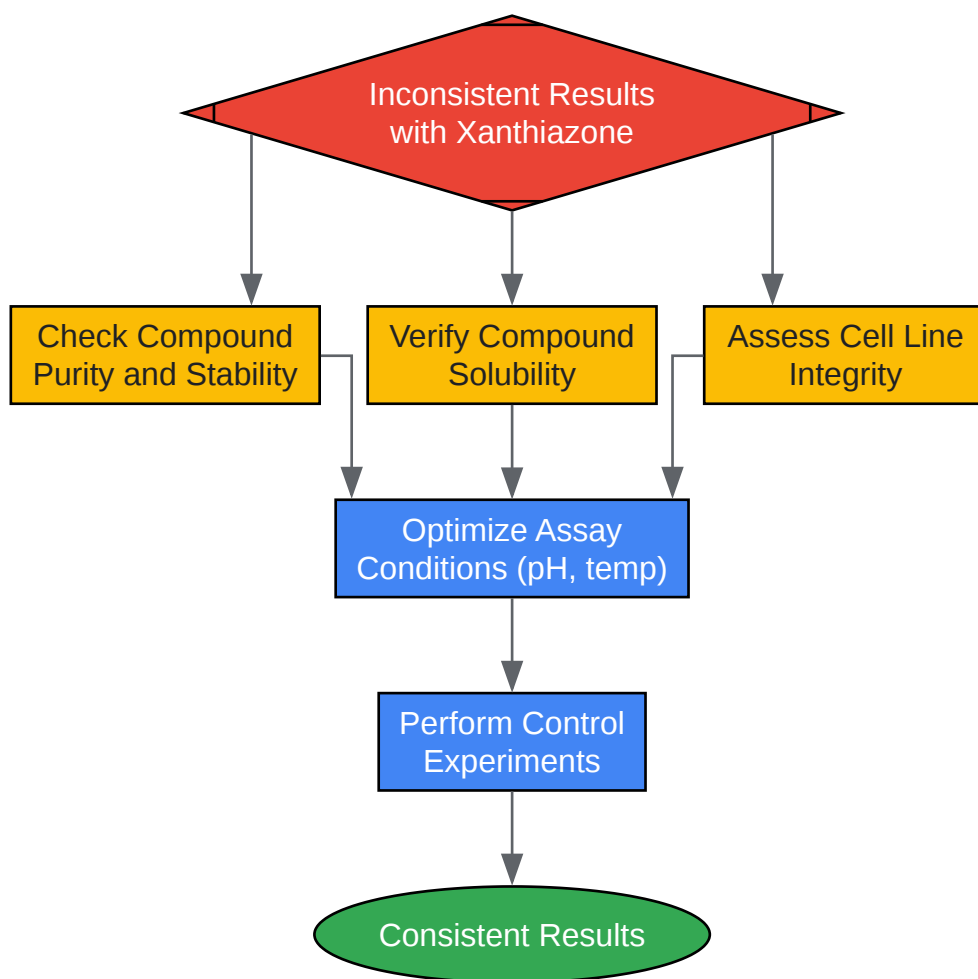 Inconsistent Results
with Xanthiazone
Check Compound
Purity and Stability
Verify Compound
Solubility
Assess Cell Line
Integrity
Optimize Assay
Conditions (pH, temp)
Perform Control
Experiments
Consistent Results